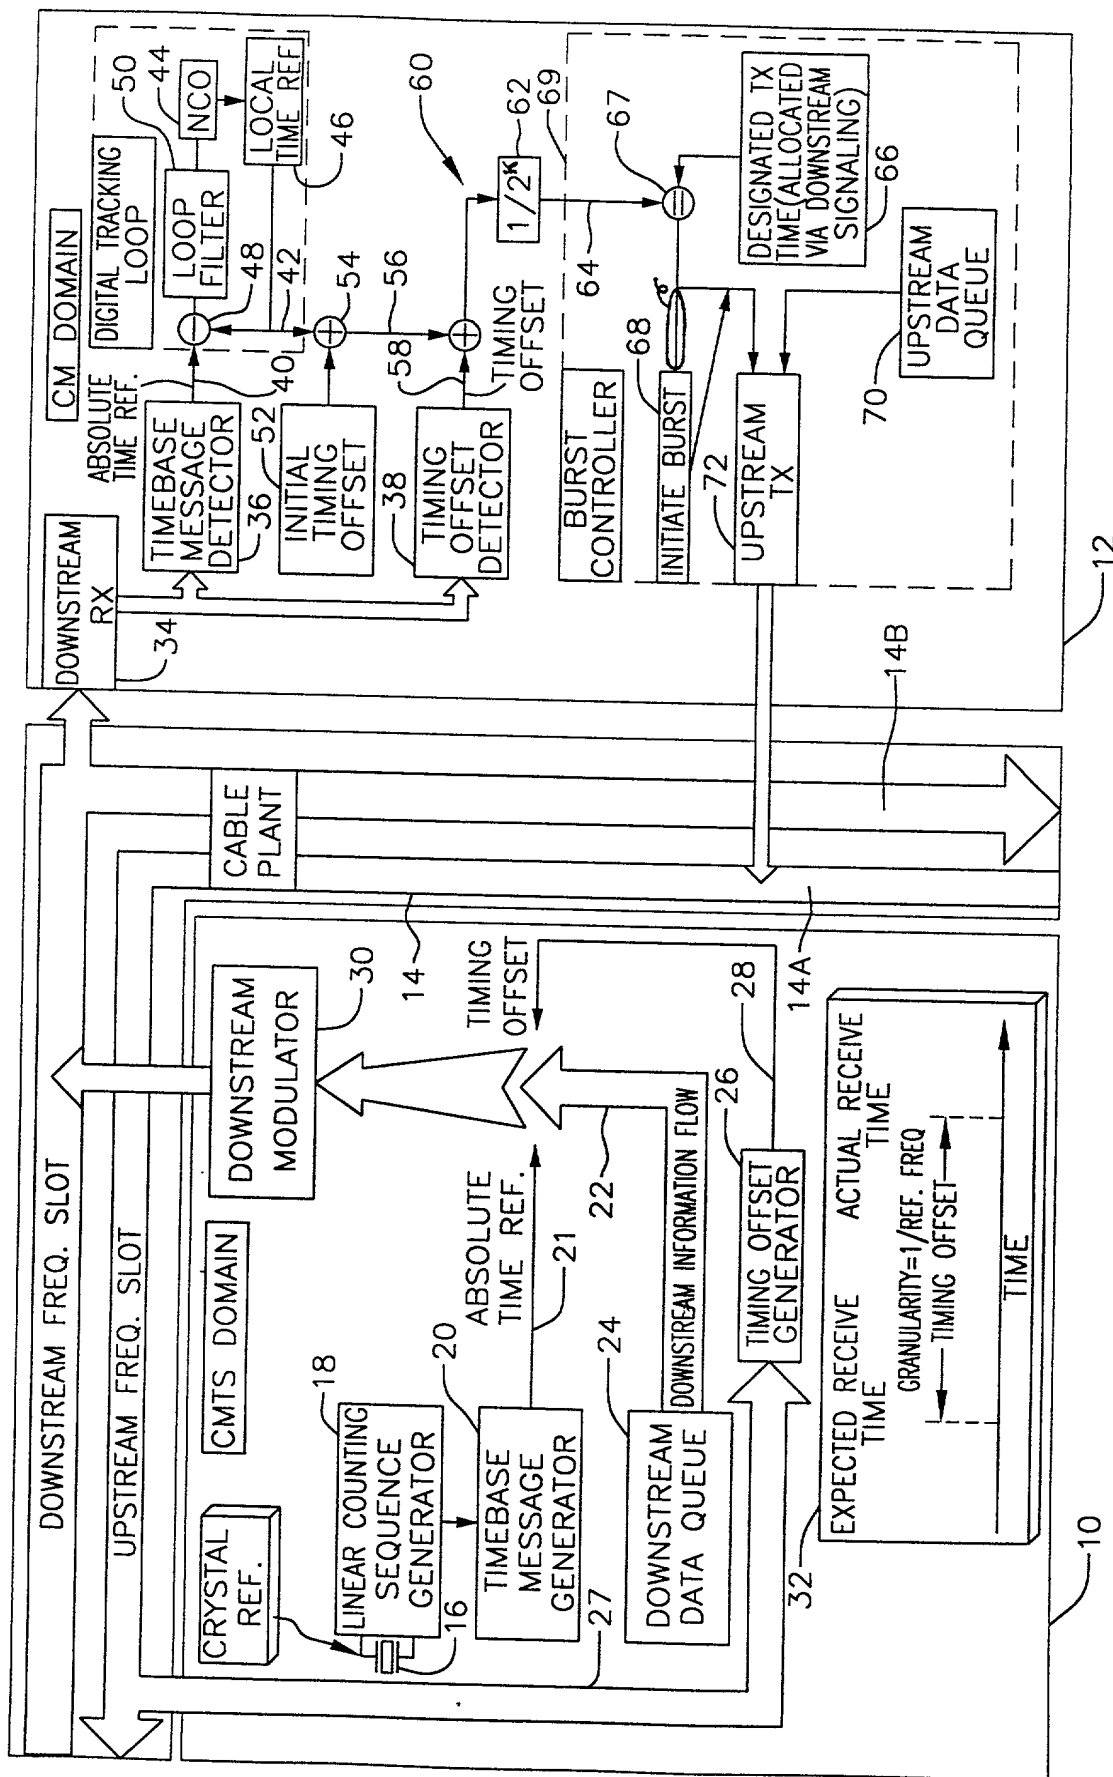 DOWNSTREAM FREQ. SLOT
UPSTREAM FREQ. SLOT
CMTS DOMAIN
CRYSTAL
REF.
16
18
LINEAR COUNTING
SEQUENCE
GENERATOR
20
TIMEBASE
MESSAGE
GENERATOR
ABSOLUTE
TIME REF.
21
24
DOWNSTREAM
DATA QUEUE
DOWNSTREAM INFORMATION FLOW
22
27
TIMING OFFSET
GENERATOR
26
28
TIMING
OFFSET
DOWNSTREAM
MODULATOR
30
32
EXPECTED RECEIVE
TIME
ACTUAL RECEIVE
TIME
GRANULARITY=1/REF. FREQ
TIMING OFFSET
TIME
10
CABLE
PLANT
14
14A
14B
CM DOMAIN
DOWNSTREAM
RX
34
ABSOLUTE
TIME REF.
TIMEBASE
MESSAGE
DETECTOR
36
40
DIGITAL TRACKING
LOOP
LOOP
FILTER
50
44
NCO
LOCAL
TIME REF
46
48
42
52
INITIAL
TIMING
OFFSET
54
56
38
TIMING
OFFSET
DETECTOR
58
TIMING
OFFSET
60
1/2K
62
64
69
BURST
CONTROLLER
67
68
INITIATE BURST
DESIGNATED TX
TIME(ALLOCATED
VIA DOWNSTREAM
SIGNALING)
66
72
UPSTREAM
TX
70
UPSTREAM
DATA
QUEUE
12